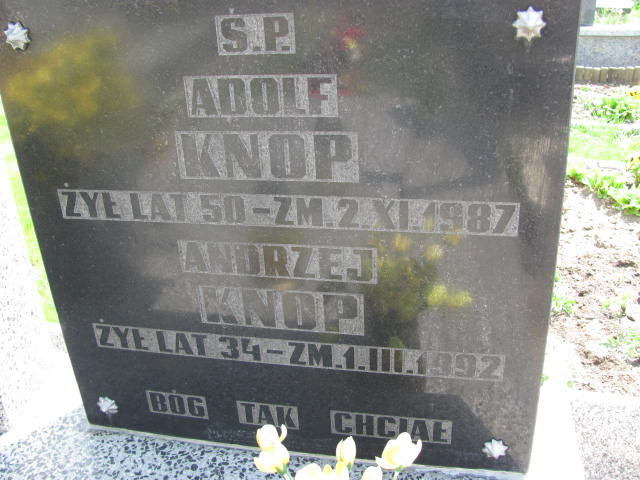 Ś.P.
ADOLF
KNOP
ŻYŁ LAT 50-ZM. 2 XI. 1987
ANDRZEJ
KNOP
ŻYŁ LAT 34-ZM. 1. III. 1992
BÓG TAK CHCIAŁ